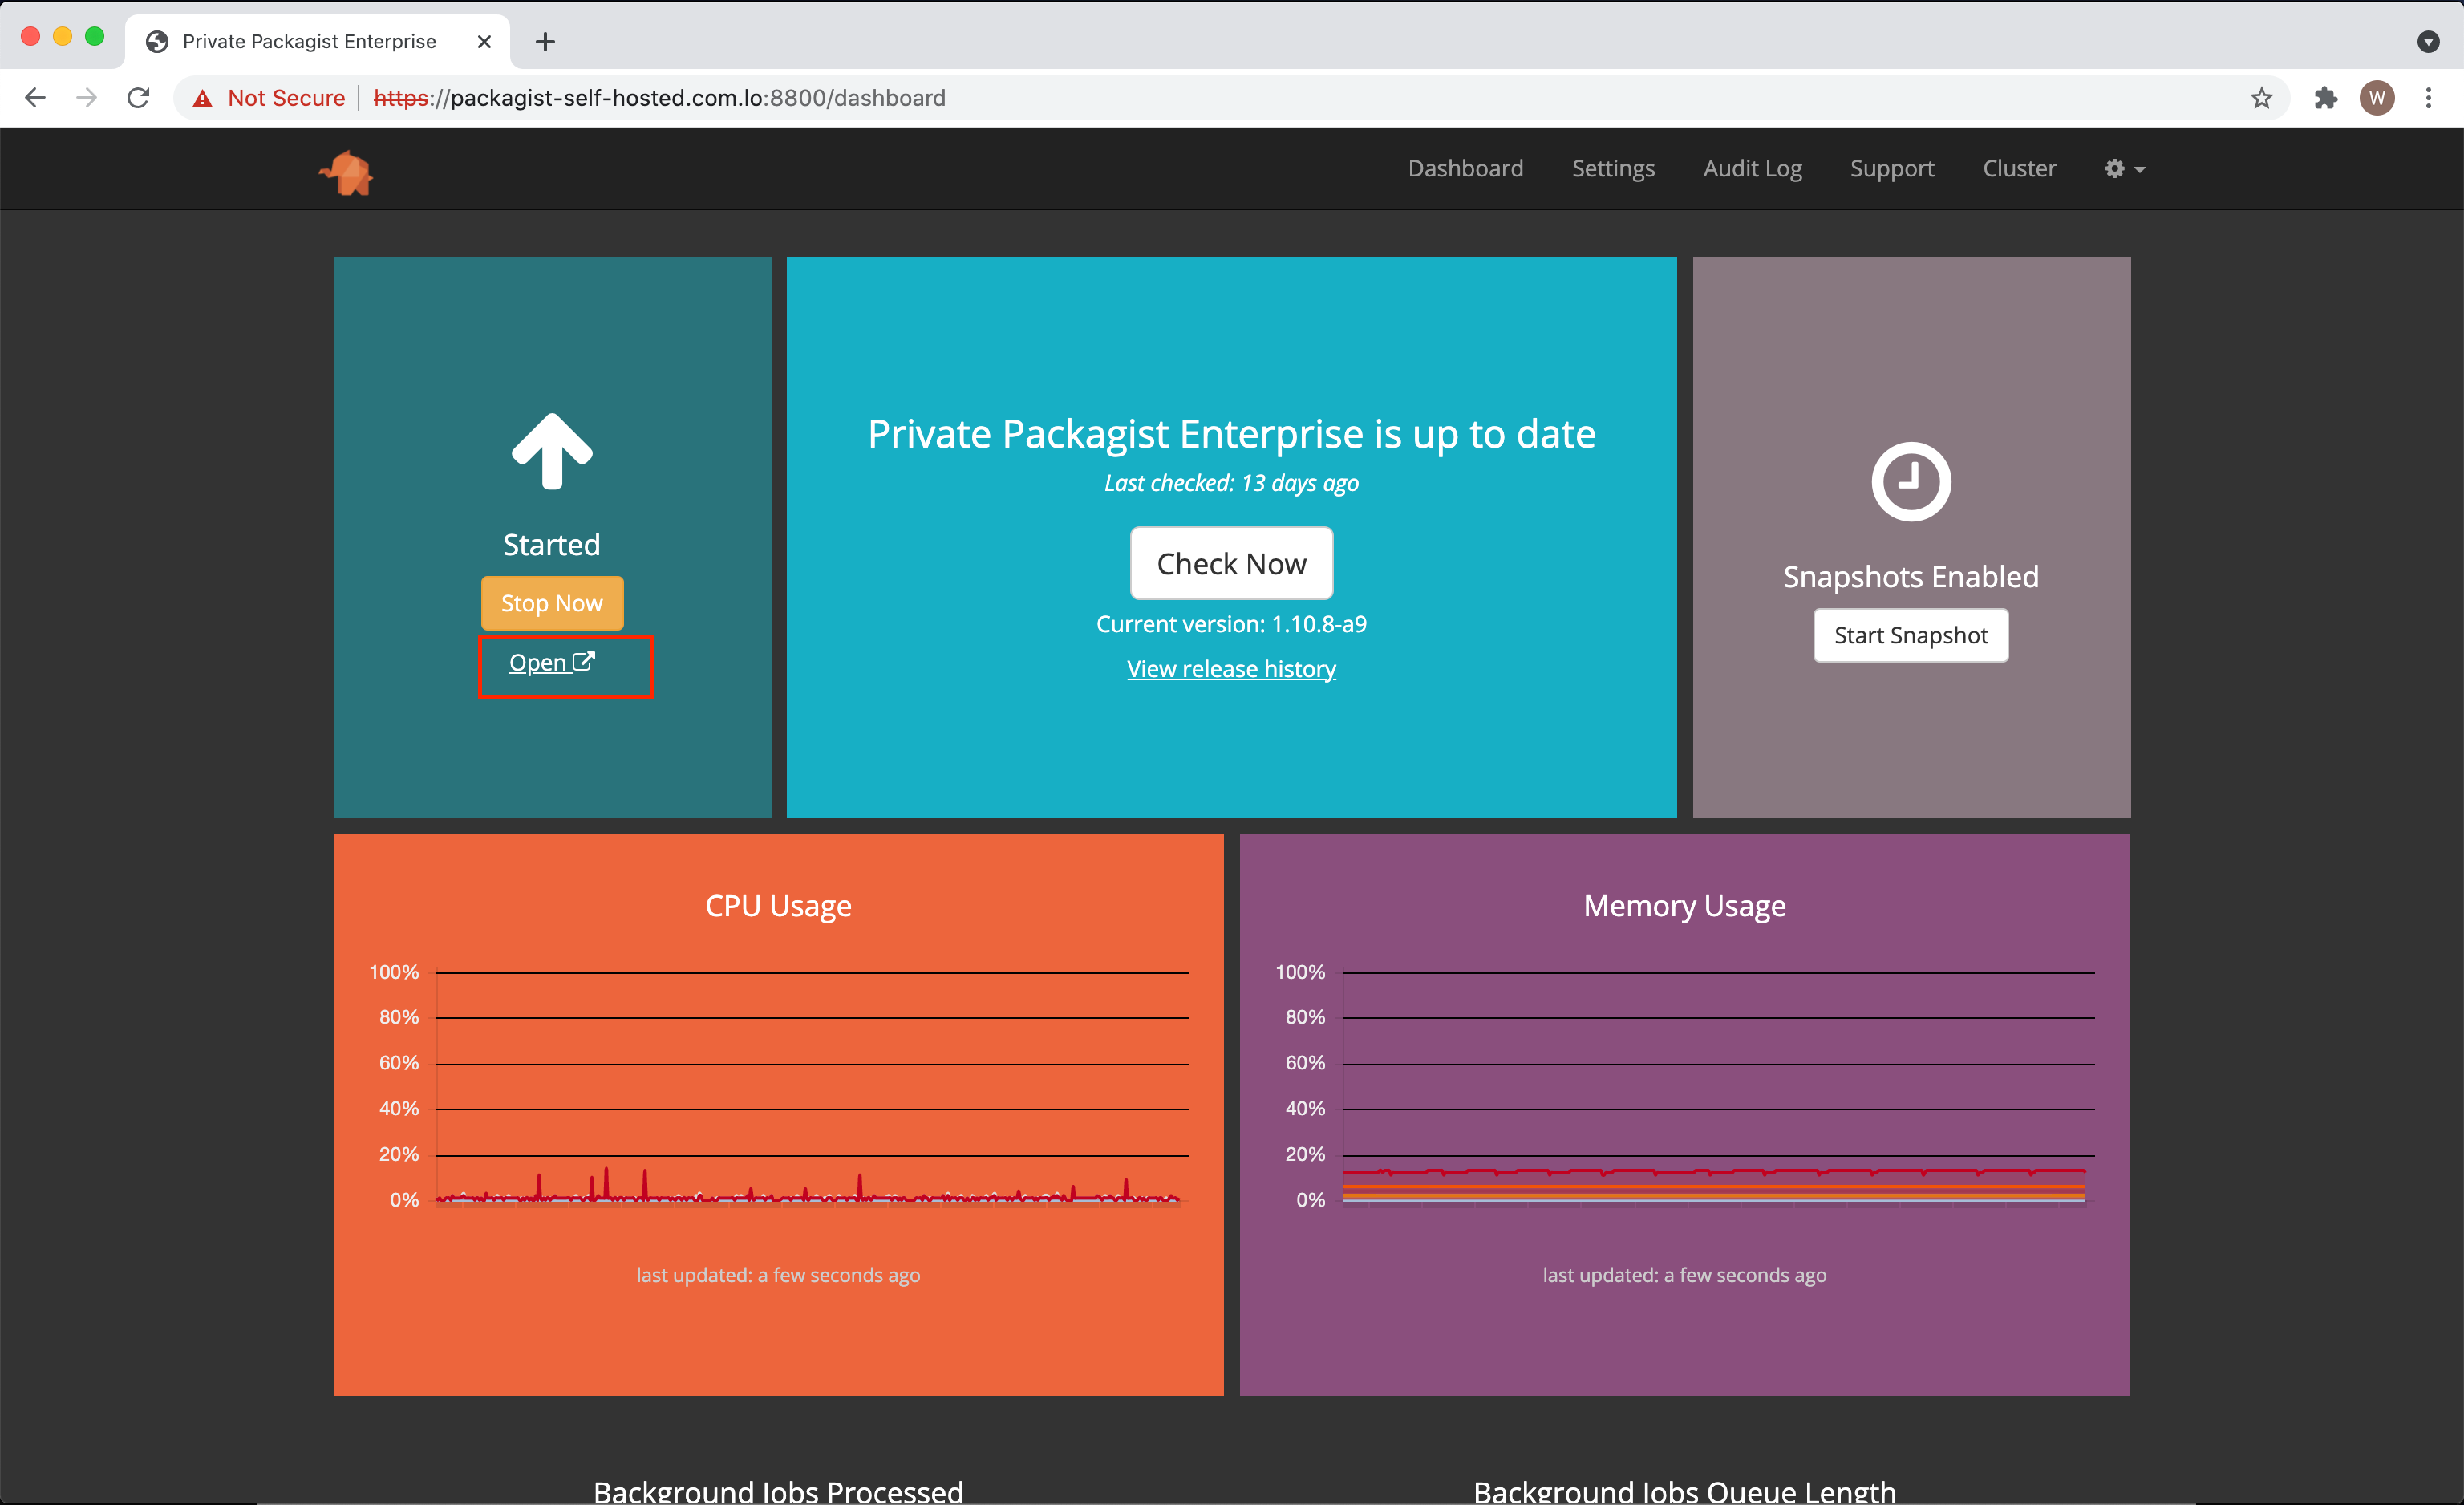 Private Packagist Enterprise
Not Secure | https://packagist-self-hosted.com.lo:8800/dashboard
W
Dashboard
Settings
Audit Log
Support
Cluster
Started
Stop Now
Open
Private Packagist Enterprise is up to date
Last checked: 13 days ago
Check Now
Current version: 1.10.8-a9
View release history
Snapshots Enabled
Start Snapshot
CPU Usage
100%
80%
60%
40%
20%
0%
last updated: a few seconds ago
Memory Usage
100%
80%
60%
40%
20%
0%
last updated: a few seconds ago
Background Jobs Processed
Background Jobs Queue Length